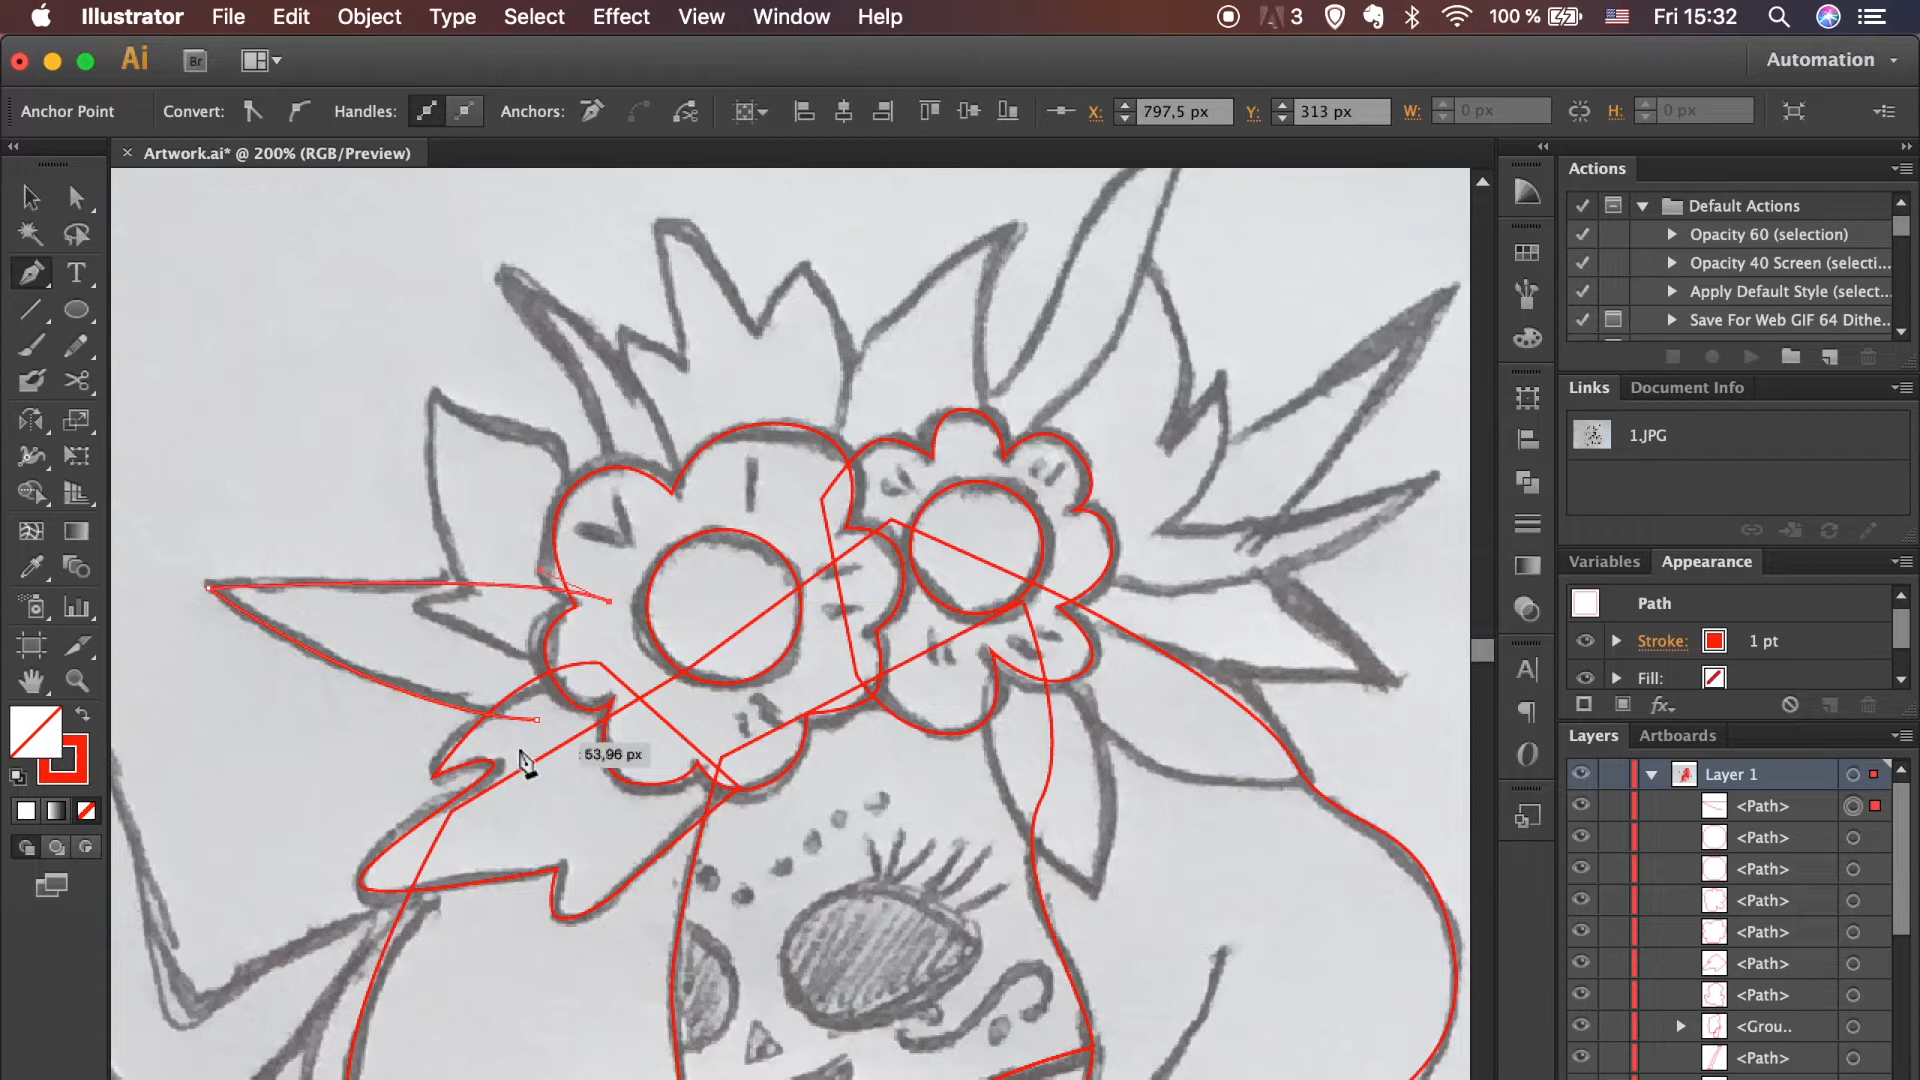 Illustrator File Edit Object Type Select Effect View Window Help 3 100 % Fri 15:32
Ai Br Automation
Anchor Point Convert: Handles: Anchors: X: 797,5 px Y: 313 px W: 0 px H: 0 px
× Artwork.ai* @ 200% (RGB/Preview)
Actions
Default Actions
Opacity 60 (selection)
Opacity 40 Screen (selecti...
Apply Default Style (select...
Save For Web GIF 64 Dithe...
Links Document Info
1.JPG
Variables Appearance
Path
Stroke: 1 pt
Fill:
fx
Layers Artboards
Layer 1
<Path>
<Path>
<Path>
<Path>
<Path>
<Path>
<Path>
<Grou..
<Path>
: 53,96 px